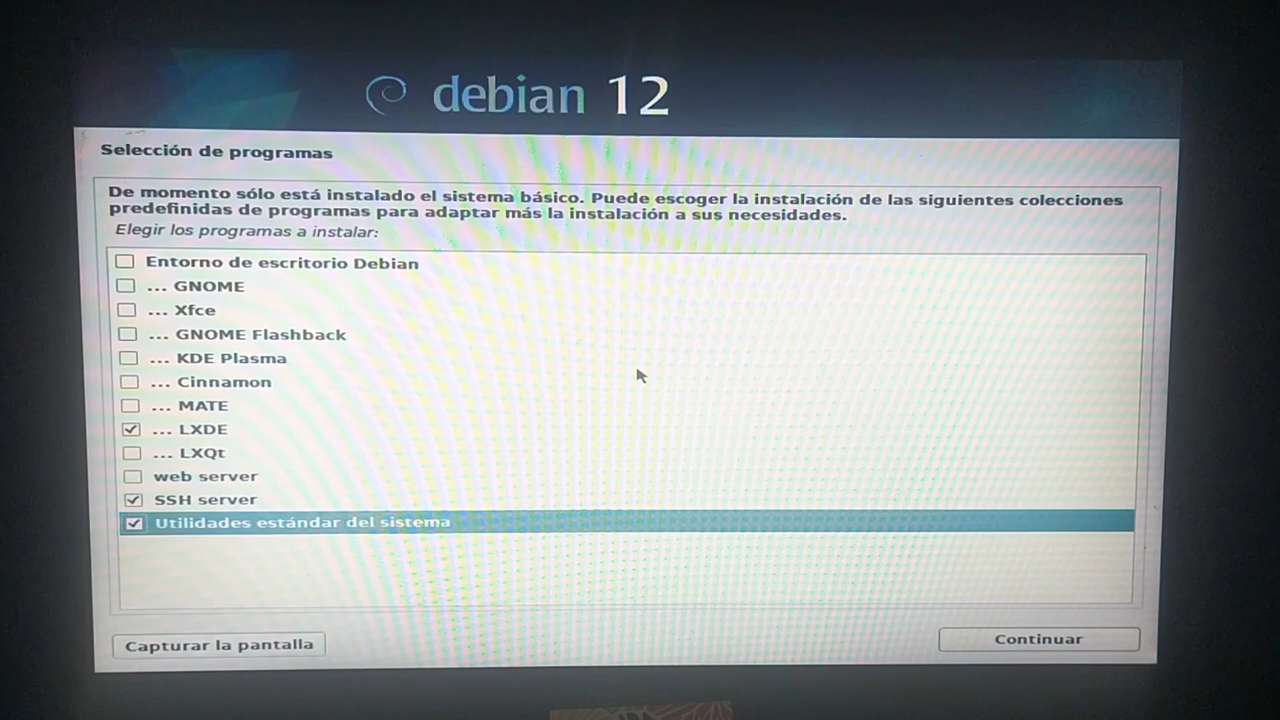 debian 12
Selección de programas
De momento sólo está instalado el sistema básico. Puede escoger la instalación de las siguientes colecciones
predefinidas de programas para adaptar más la instalación a sus necesidades.
Elegir los programas a instalar:
Entorno de escritorio Debian
... GNOME
... Xfce
... GNOME Flashback
... KDE Plasma
... Cinnamon
... MATE
... LXDE
... LXQt
web server
SSH server
Utilidades estándar del sistema
Capturar la pantalla
Continuar